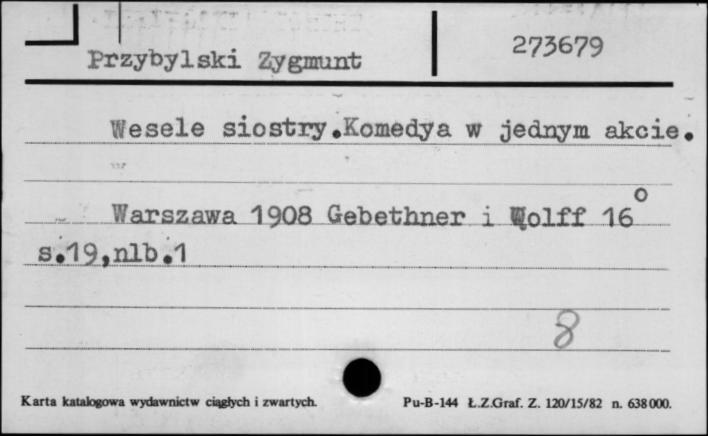 Przybylski Zygmunt 273679
Wesele siostry.Komedya w jednym akcie.
Warszawa 1908 Gebethner i Wolff 16°
s.19,nlb.1
8
Karta katalogowa wydawnictw ciągłych i zwartych. Pu-B-144 Ł.Z.Graf. Z. 120/15/82 n. 638000.